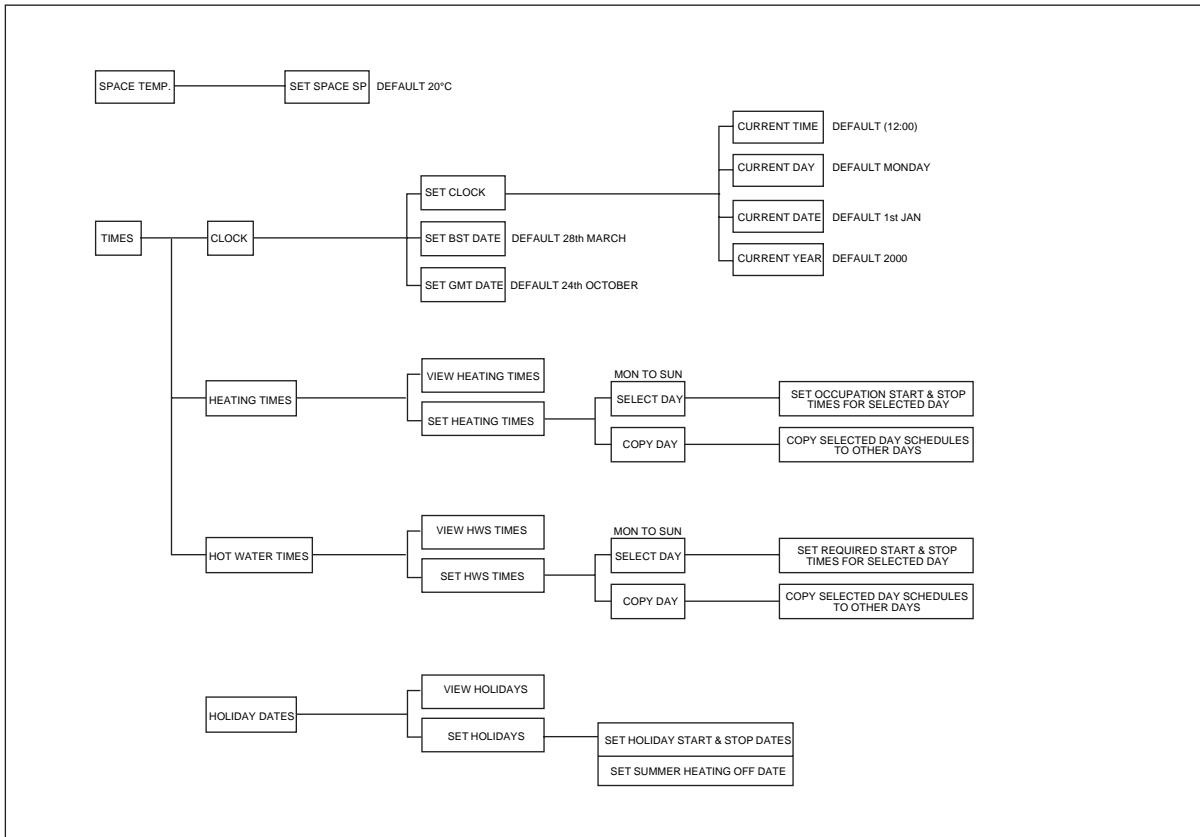 SPACE TEMP.
SET SPACE SP
DEFAULT 20°C
CURRENT TIME
DEFAULT (12:00)
CURRENT DAY
DEFAULT MONDAY
SET CLOCK
CURRENT DATE
DEFAULT 1st JAN
TIMES
CLOCK
SET BST DATE
DEFAULT 28th MARCH
CURRENT YEAR
DEFAULT 2000
SET GMT DATE
DEFAULT 24th OCTOBER
HEATING TIMES
VIEW HEATING TIMES
SET HEATING TIMES
MON TO SUN
SELECT DAY
SET OCCUPATION START & STOP
TIMES FOR SELECTED DAY
COPY DAY
COPY SELECTED DAY SCHEDULES
TO OTHER DAYS
HOT WATER TIMES
VIEW HWS TIMES
SET HWS TIMES
MON TO SUN
SELECT DAY
SET REQUIRED START & STOP
TIMES FOR SELECTED DAY
COPY DAY
COPY SELECTED DAY SCHEDULES
TO OTHER DAYS
HOLIDAY DATES
VIEW HOLIDAYS
SET HOLIDAYS
SET HOLIDAY START & STOP DATES
SET SUMMER HEATING OFF DATE